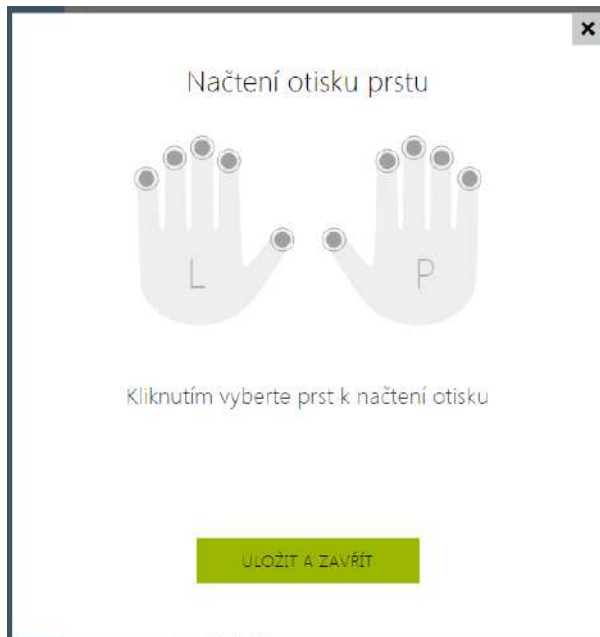 Načtení otisku prstu
L P
Kliknutím vyberte prst k načtení otisku
ULOŽIT A ZAVŘÍT